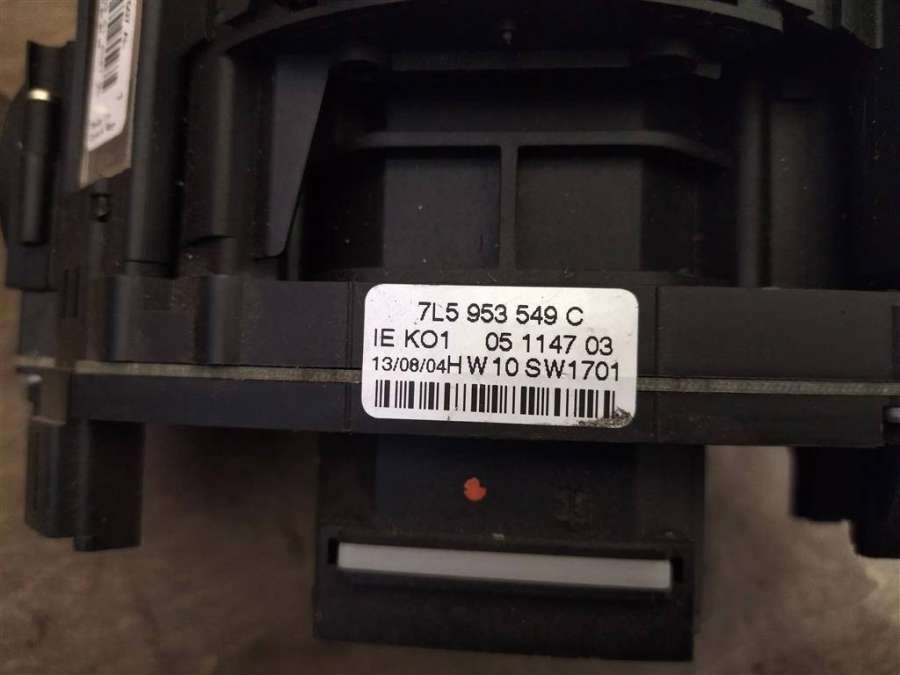 7L5 953 549 C
IE KO1 05 1147 03
13/08/04H W10 SW1701